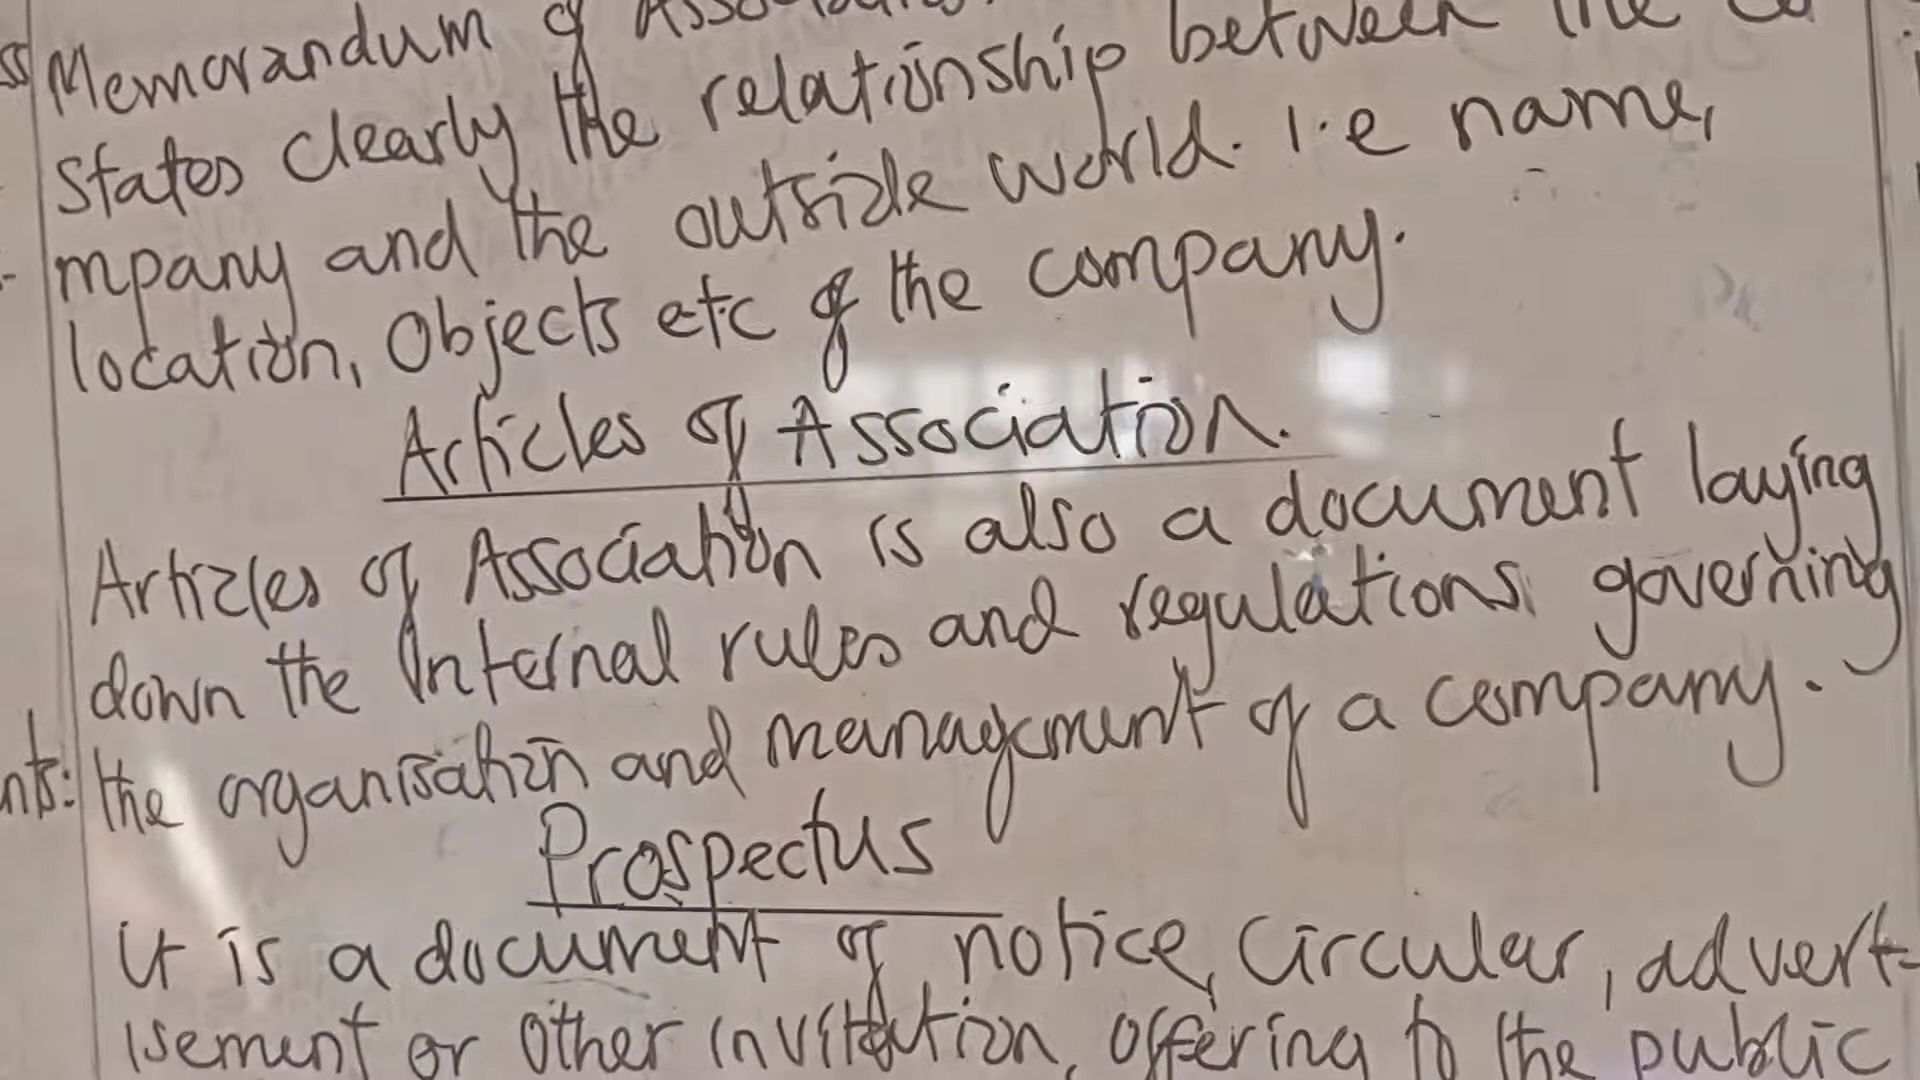 Memorandum of Association
states clearly the relationship between the Co
mpany and the outside world. i.e name,
location, Objects etc of the company.
Articles of Association.
Articles of Association is also a document laying
down the Internal rules and regulations governing
the organisation and management of a company.
nts:
Prospectus
it is a document of notice, Circular, advert-
isement or other invitation, offering to the public